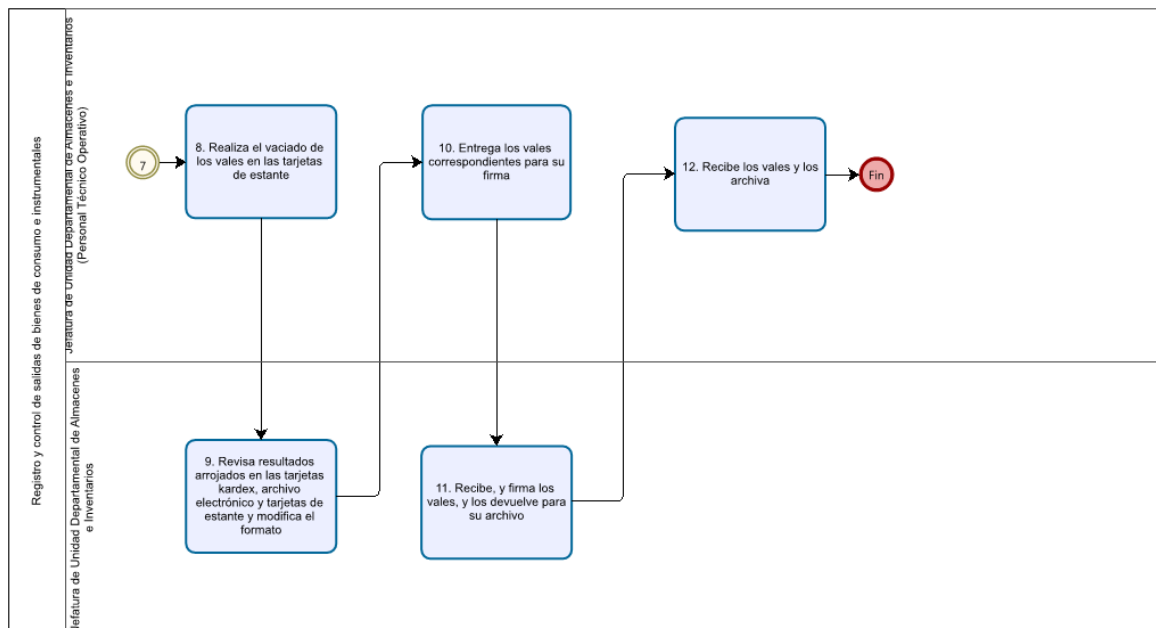 Registro y control de salidas de bienes de consumo e instrumentales
Jefatura de Unidad Departamental de Almacenes e Inventarios
(Personal Técnico Operativo)
7
8. Realiza el vaciado de
los vales en las tarjetas
de estante
10. Entrega los vales
correspondientes para su
firma
12. Recibe los vales y los
archiva
Fin
Jefatura de Unidad Departamental de Almacenes
e Inventarios
9. Revisa resultados
arrojados en las tarjetas
kardex, archivo
electrónico y tarjetas de
estante y modifica el
formato
11. Recibe, y firma los
vales, y los devuelve para
su archivo